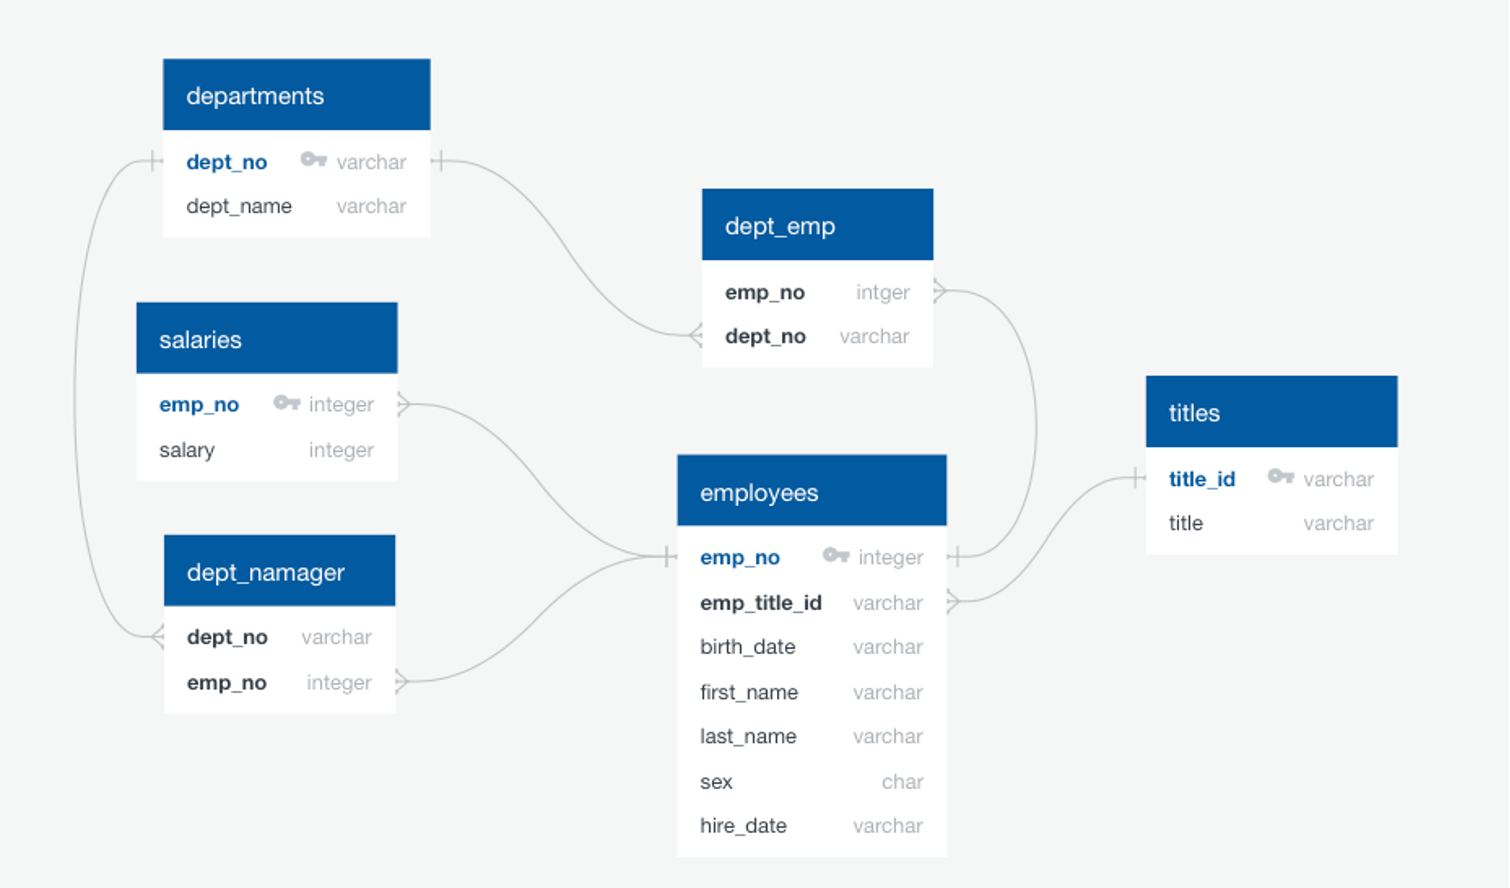 departments
dept_no varchar
dept_name varchar
dept_emp
emp_no intger
dept_no varchar
salaries
emp_no integer
salary integer
titles
title_id varchar
title varchar
employees
emp_no integer
emp_title_id varchar
birth_date varchar
first_name varchar
last_name varchar
sex char
hire_date varchar
dept_namager
dept_no varchar
emp_no integer